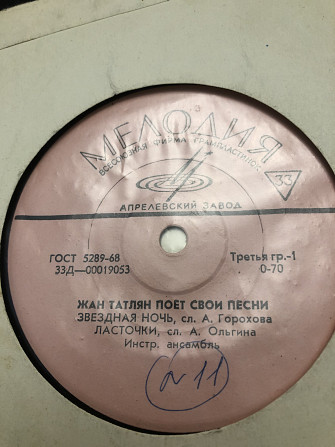 МЕЛОДИЯ
ВСЕСОЮЗНАЯ ФИРМА ГРАМПЛАСТИНОК
33
АПРЕЛЕВСКИЙ ЗАВОД
ГОСТ 5289-68
Третья гр.-1
33Д—00019053
0-70
ЖАН ТАТЛЯН ПОЕТ СВОИ ПЕСНИ
ЗВЕЗДНАЯ НОЧЬ, сл. А. Горохова
ЛАСТОЧКИ, сл. А. Ольгина
Инстр. ансамбль
N 11